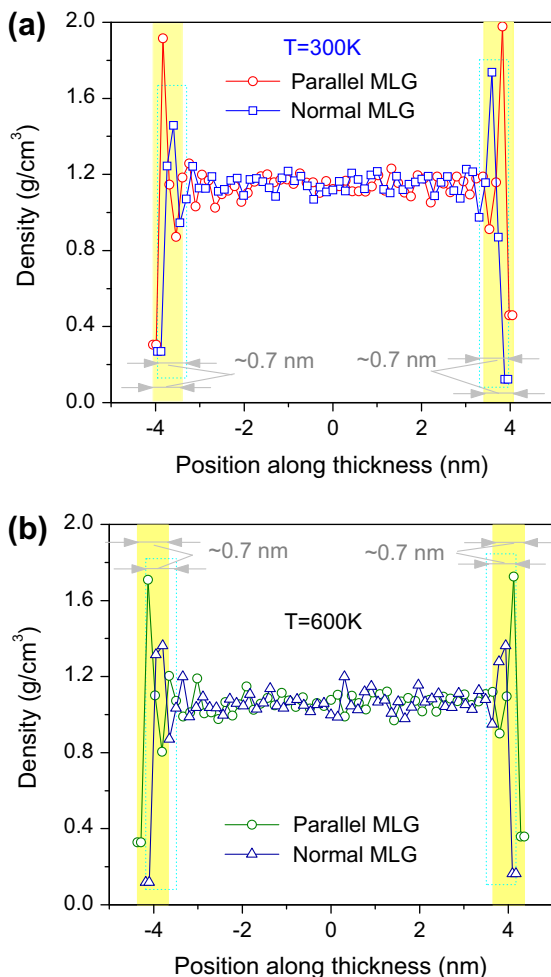 (a)
T=300K
Parallel MLG
Normal MLG
~0.7 nm
~0.7 nm
Density (g/cm³)
2.0
1.6
1.2
0.8
0.4
0.0
-4 -2 0 2 4
Position along thickness (nm)
(b)
~0.7 nm
~0.7 nm
T=600K
Parallel MLG
Normal MLG
Density (g/cm³)
2.0
1.6
1.2
0.8
0.4
0.0
-4 -2 0 2 4
Position along thickness (nm)